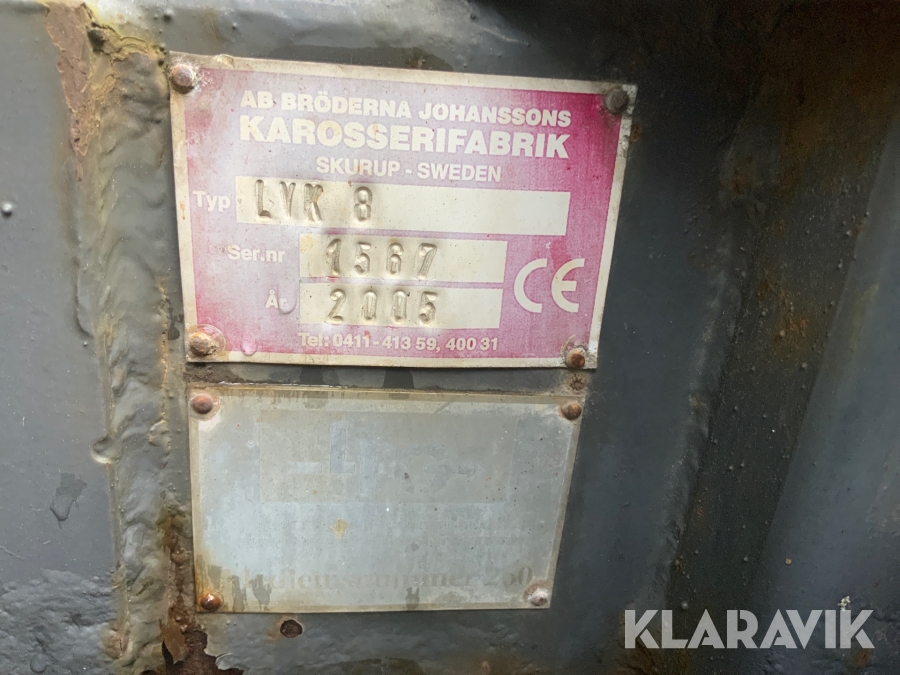 AB BRÖDERNA JOHANSSONS
KAROSSERIFABRIK
SKURUP - SWEDEN
Typ LVK 8
Ser.nr 1567
År 2005
CE
Tel: 0411 - 413 59, 400 31
KLARAVIK